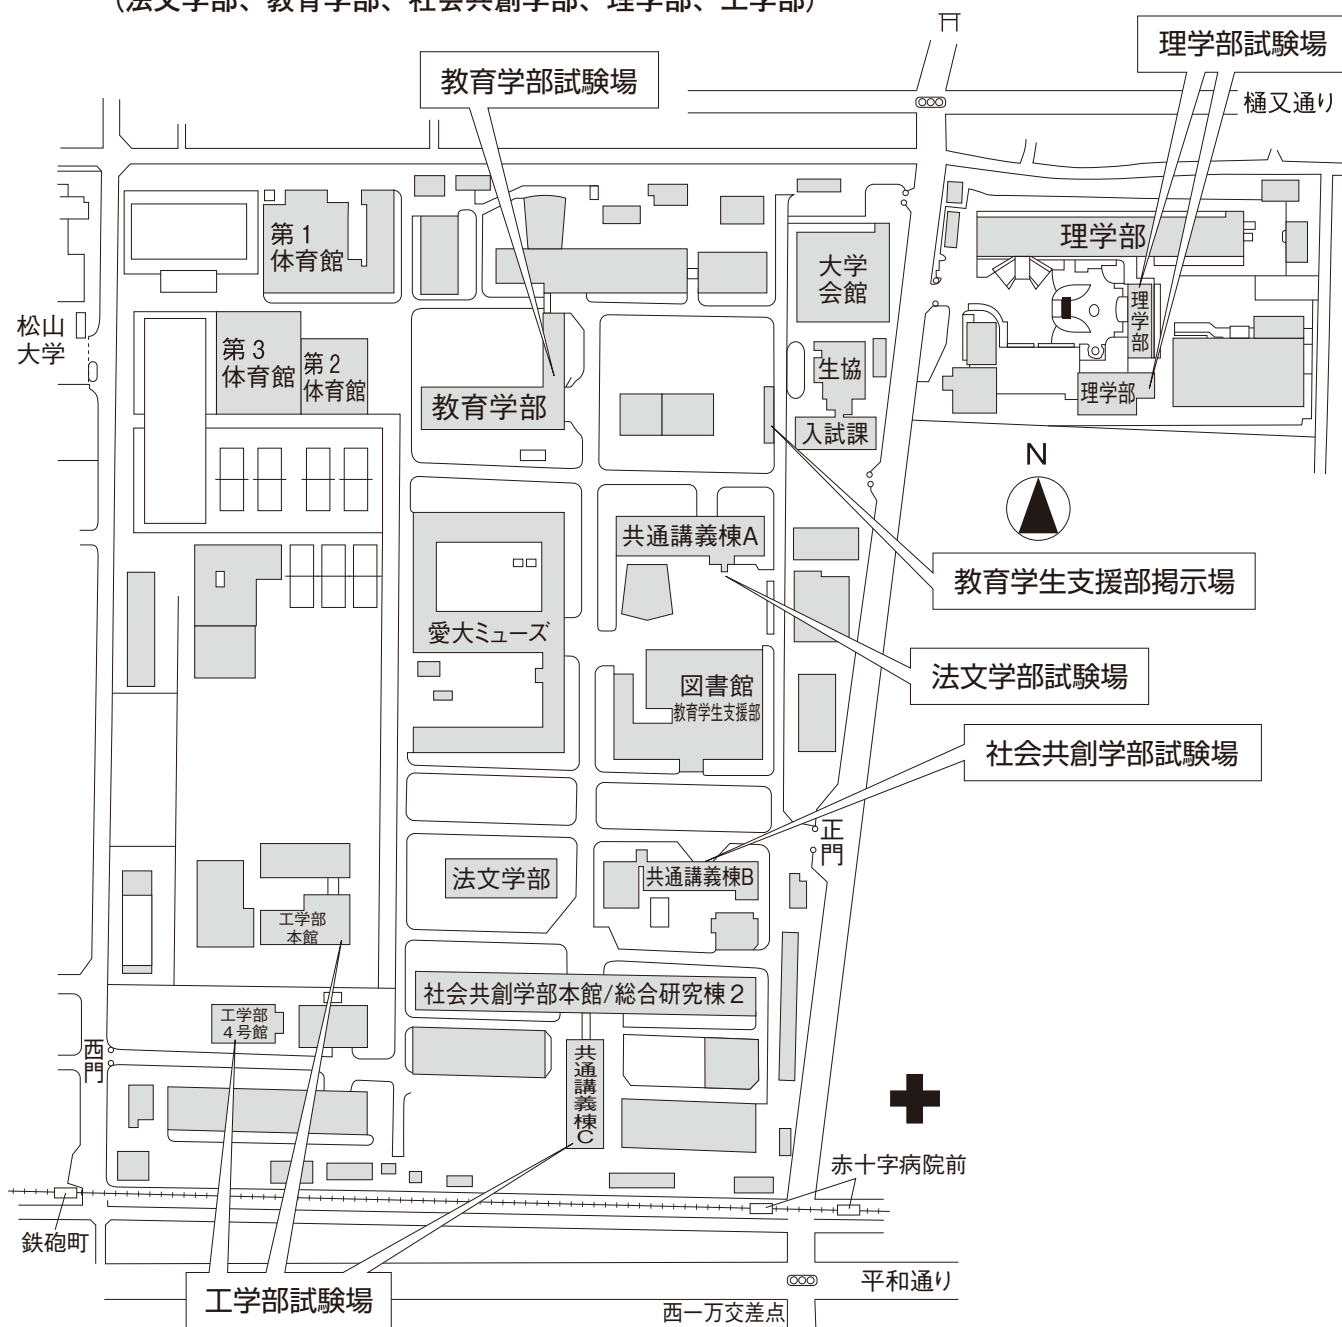 (法文学部、教育学部、社会共創学部、理学部、工学部)
理学部試験場
教育学部試験場
樋又通り
第1
体育館
理学部
大学
会館
理学部
松山
大学
第3
体育館
第2
体育館
生協
教育学部
理学部
入試課
N
共通講義棟A
教育学生支援部掲示場
愛大ミューズ
法文学部試験場
図書館
教育学生支援部
社会共創学部試験場
正門
法文学部
共通講義棟B
工学部
本館
社会共創学部本館/総合研究棟2
工学部
4号館
西門
共通講義棟C
赤十字病院前
鉄砲町
工学部試験場
平和通り
西一万交差点